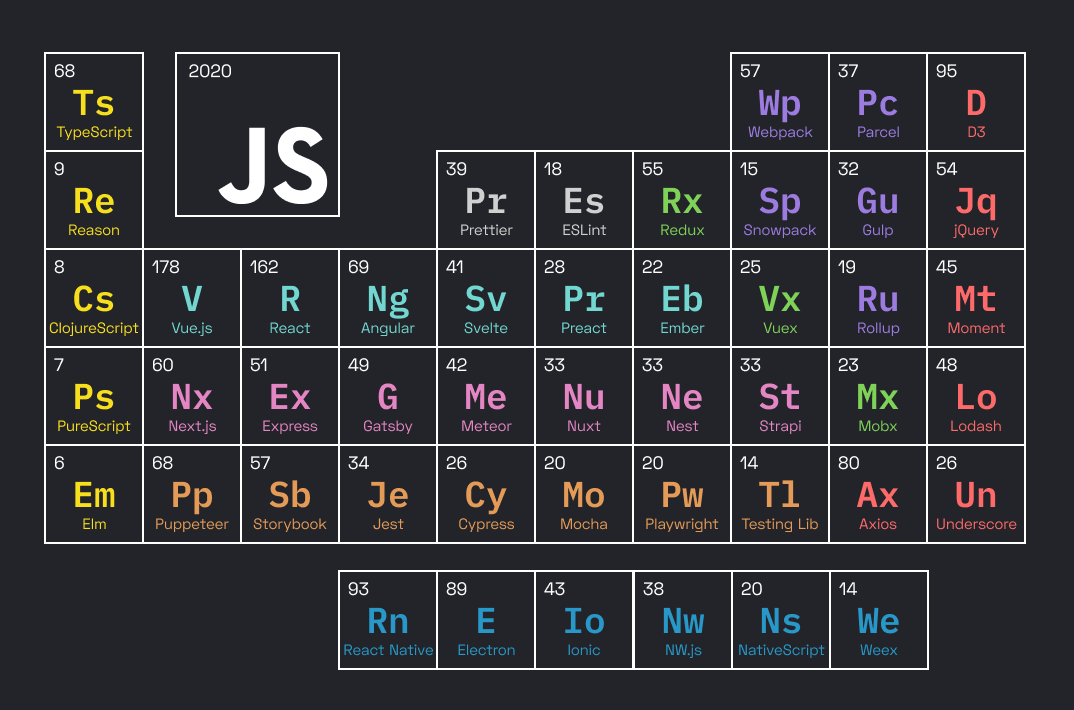 68
Ts
TypeScript
2020
JS
57
Wp
Webpack
37
Pc
Parcel
95
D
D3
9
Re
Reason
39
Pr
Prettier
18
Es
ESLint
55
Rx
Redux
15
Sp
Snowpack
32
Gu
Gulp
54
Jq
jQuery
8
Cs
ClojureScript
178
V
Vue.js
162
R
React
69
Ng
Angular
41
Sv
Svelte
28
Pr
Preact
22
Eb
Ember
25
Vx
Vuex
19
Ru
Rollup
45
Mt
Moment
7
Ps
PureScript
60
Nx
Next.js
51
Ex
Express
49
G
Gatsby
42
Me
Meteor
33
Nu
Nuxt
33
Ne
Nest
33
St
Strapi
23
Mx
Mobx
48
Lo
Lodash
6
Em
Elm
68
Pp
Puppeteer
57
Sb
Storybook
34
Je
Jest
26
Cy
Cypress
20
Mo
Mocha
20
Pw
Playwright
14
Tl
Testing Lib
80
Ax
Axios
26
Un
Underscore
93
Rn
React Native
89
E
Electron
43
Io
Ionic
38
Nw
NW.js
20
Ns
NativeScript
14
We
Weex